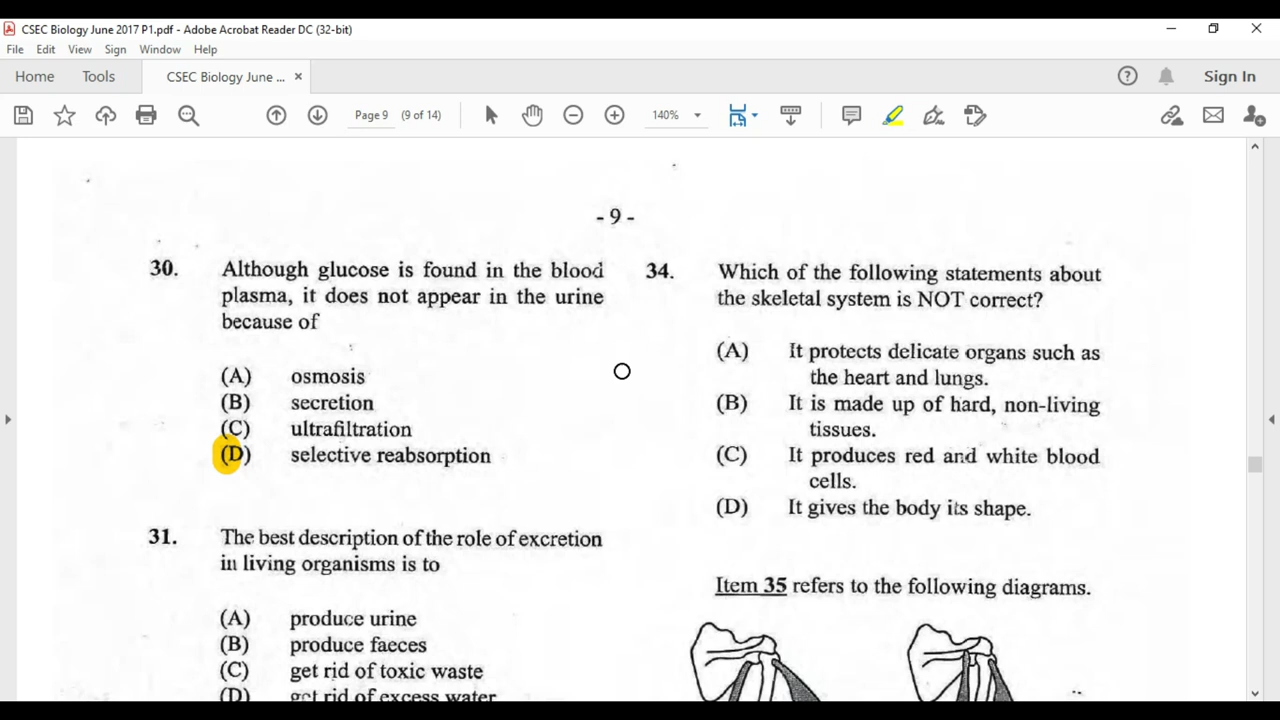 CSEC Biology June 2017 P1.pdf - Adobe Acrobat Reader DC (32-bit)
File Edit View Sign Window Help
Home Tools CSEC Biology June ... × Sign In
Page 9 (9 of 14) 140%
- 9 -
30. Although glucose is found in the blood
plasma, it does not appear in the urine
because of
(A) osmosis
(B) secretion
(C) ultrafiltration
(D) selective reabsorption
31. The best description of the role of excretion
in living organisms is to
(A) produce urine
(B) produce faeces
(C) get rid of toxic waste
(D) get rid of excess water
34. Which of the following statements about
the skeletal system is NOT correct?
(A) It protects delicate organs such as
the heart and lungs.
(B) It is made up of hard, non-living
tissues.
(C) It produces red and white blood
cells.
(D) It gives the body its shape.
Item 35 refers to the following diagrams.